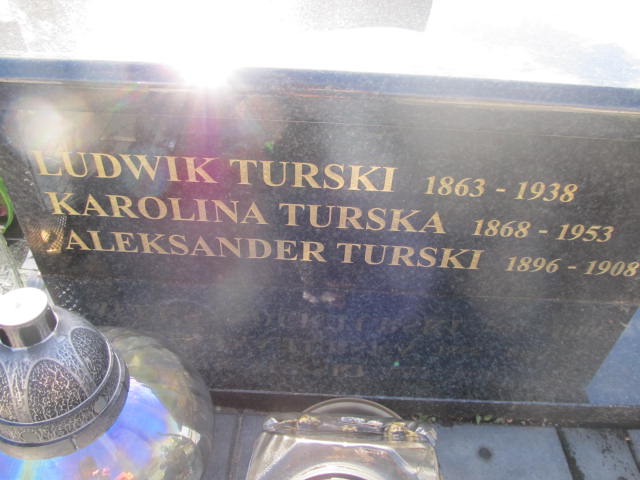 LUDWIK TURSKI 1863 - 1938
KAROLINA TURSKA 1868 - 1953
ALEKSANDER TURSKI 1896 - 1908